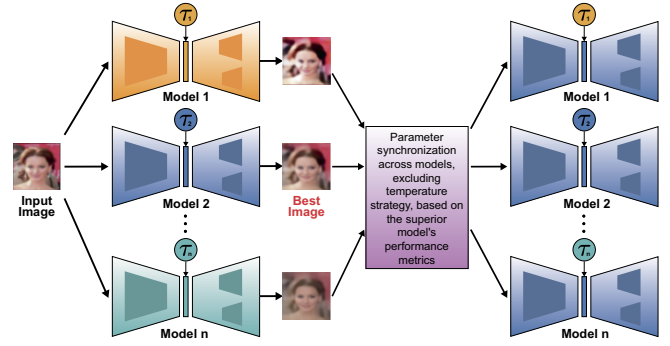 τ1
τ1
Model 1
Model 1
τ2
τ2
Input
Image
Model 2
Best
Image
Parameter
synchronization
across models,
excluding
temperature
strategy, based on
the superior
model's
performance
metrics
Model 2
τn
τn
Model n
Model n